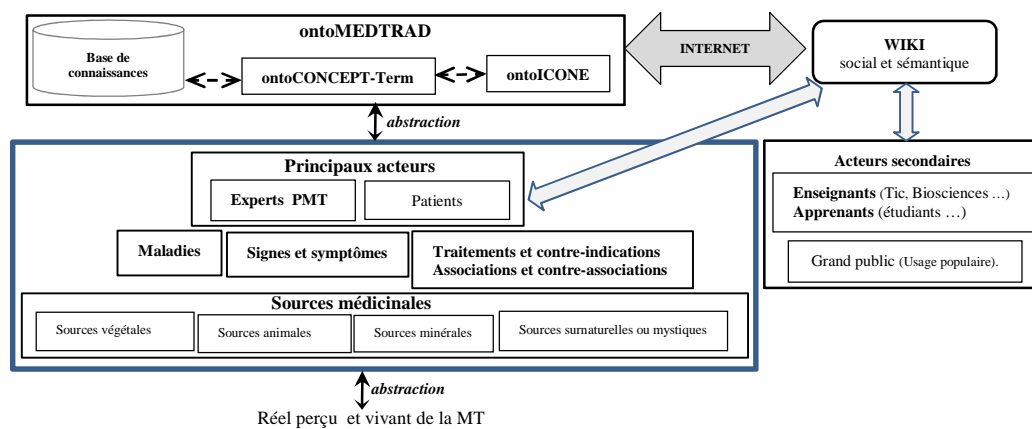 ontoMEDTRAD
Base de
connaissances
ontoCONCEPT-Term
ontoICONE
INTERNET
WIKI
social et sémantique
abstraction
Principaux acteurs
Experts PMT
Patients
Maladies
Signes et symptômes
Traitements et contre-indications
Associations et contre-associations
Sources médicinales
Sources végétales
Sources animales
Sources minérales
Sources surnaturelles ou mystiques
Acteurs secondaires
Enseignants (Tic, Biosciences ...)
Apprenants (étudiants …)
Grand public (Usage populaire).
abstraction
Réel perçu et vivant de la MT